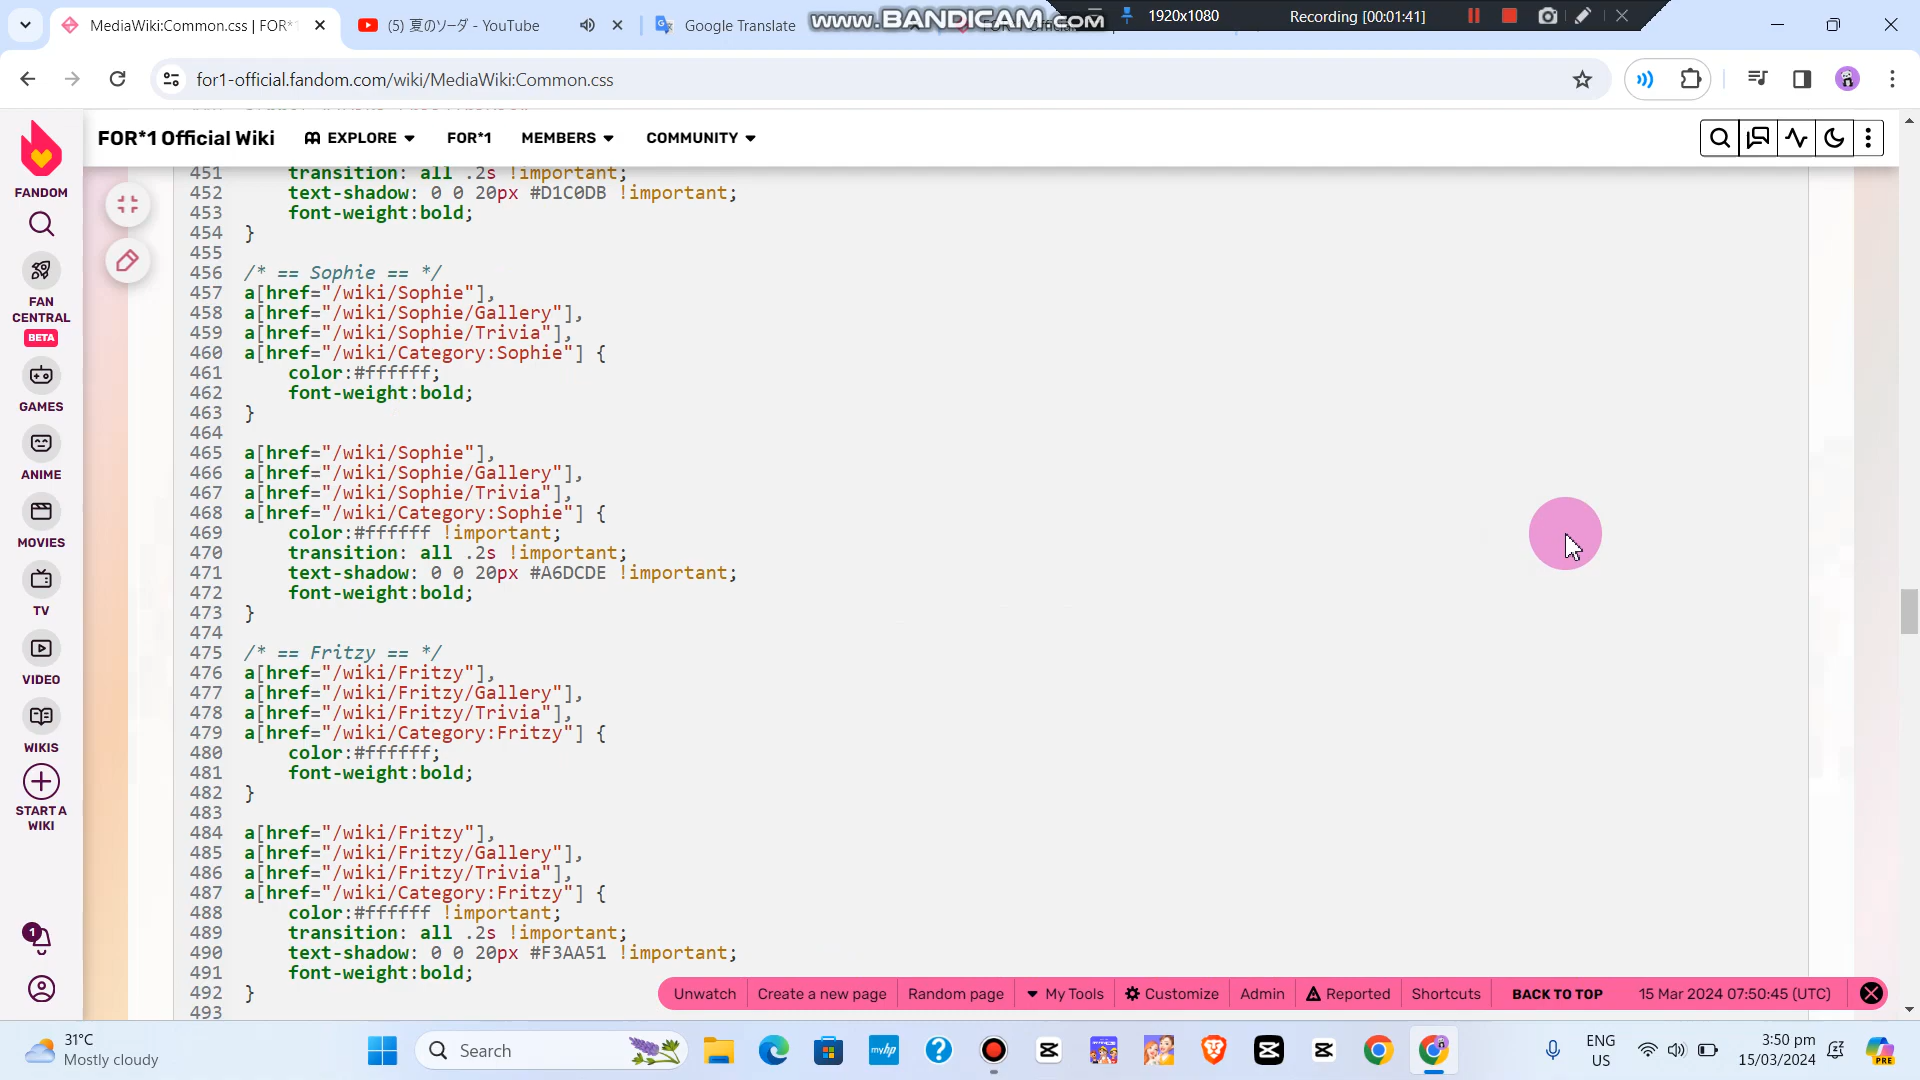 MediaWiki:Common.css | FOR*
(5) 夏のソーダ - YouTube
Google Translate
www.BANDICAM.COM
1920x1080
Recording [00:01:41]
for1-official.fandom.com/wiki/MediaWiki:Common.css
FANDOM
FAN CENTRAL
BETA
GAMES
ANIME
MOVIES
TV
VIDEO
WIKIS
START A WIKI
1
FOR*1 Official Wiki
EXPLORE
FOR*1
MEMBERS
COMMUNITY
451     transition: all .2s !important;
452     text-shadow: 0 0 20px #D1C0DB !important;
453     font-weight:bold;
454 }
455
456 /* == Sophie == */
457 a[href="/wiki/Sophie"],
458 a[href="/wiki/Sophie/Gallery"],
459 a[href="/wiki/Sophie/Trivia"],
460 a[href="/wiki/Category:Sophie"] {
461     color:#ffffff;
462     font-weight:bold;
463 }
464
465 a[href="/wiki/Sophie"],
466 a[href="/wiki/Sophie/Gallery"],
467 a[href="/wiki/Sophie/Trivia"],
468 a[href="/wiki/Category:Sophie"] {
469     color:#ffffff !important;
470     transition: all .2s !important;
471     text-shadow: 0 0 20px #A6DCDE !important;
472     font-weight:bold;
473 }
474
475 /* == Fritzy == */
476 a[href="/wiki/Fritzy"],
477 a[href="/wiki/Fritzy/Gallery"],
478 a[href="/wiki/Fritzy/Trivia"],
479 a[href="/wiki/Category:Fritzy"] {
480     color:#ffffff;
481     font-weight:bold;
482 }
483
484 a[href="/wiki/Fritzy"],
485 a[href="/wiki/Fritzy/Gallery"],
486 a[href="/wiki/Fritzy/Trivia"],
487 a[href="/wiki/Category:Fritzy"] {
488     color:#ffffff !important;
489     transition: all .2s !important;
490     text-shadow: 0 0 20px #F3AA51 !important;
491     font-weight:bold;
492 }
493
Unwatch
Create a new page
Random page
My Tools
Customize
Admin
Reported
Shortcuts
BACK TO TOP
15 Mar 2024 07:50:45 (UTC)
31°C
Mostly cloudy
Search
myhp
ENG
US
3:50 pm
15/03/2024
PRE